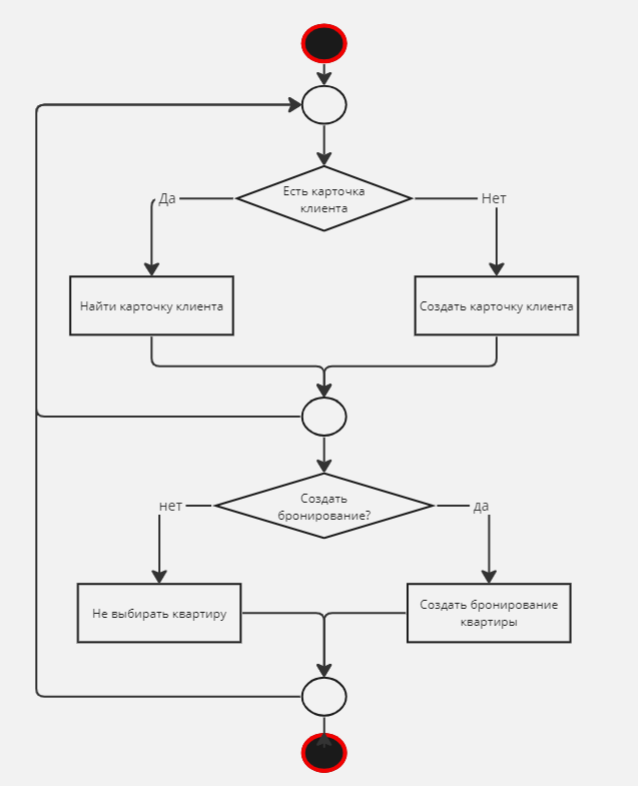 Есть карточка
клиента
Да
Нет
Найти карточку клиента
Создать карточку клиента
Создать
бронирование?
нет
да
Не выбирать квартиру
Создать бронирование
квартиры